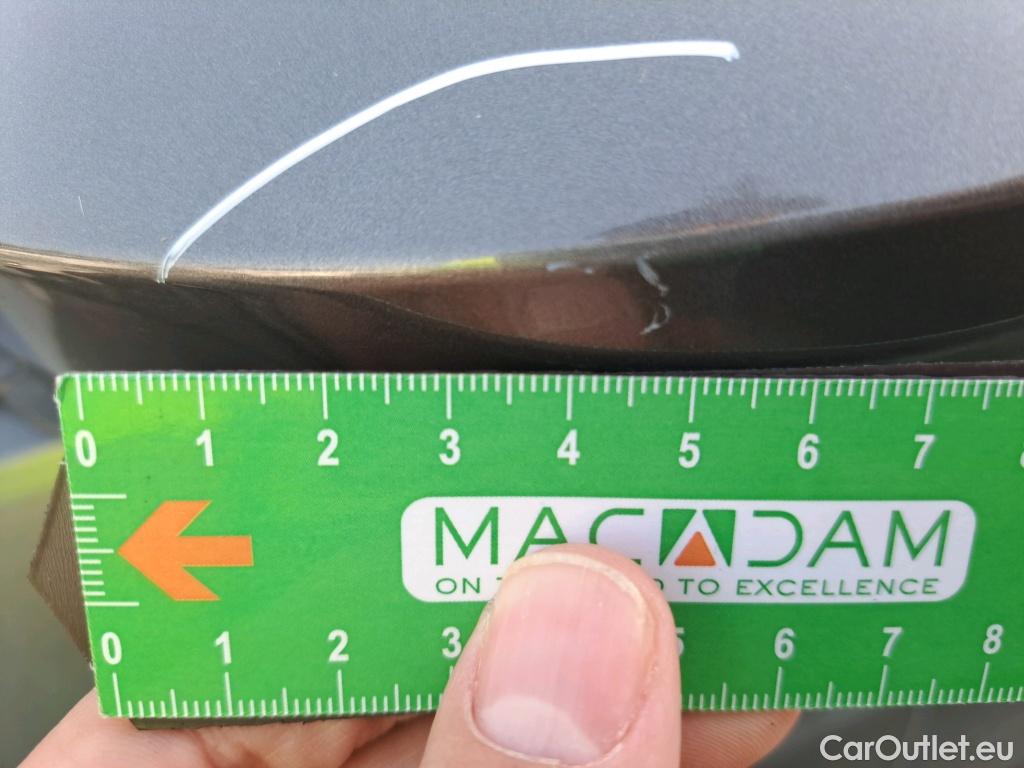 0 1 2 3 4 5 6 7
MACADAM
ON TO EXCELLENCE
0 1 2 3 6 7 8
CarOutlet.eu